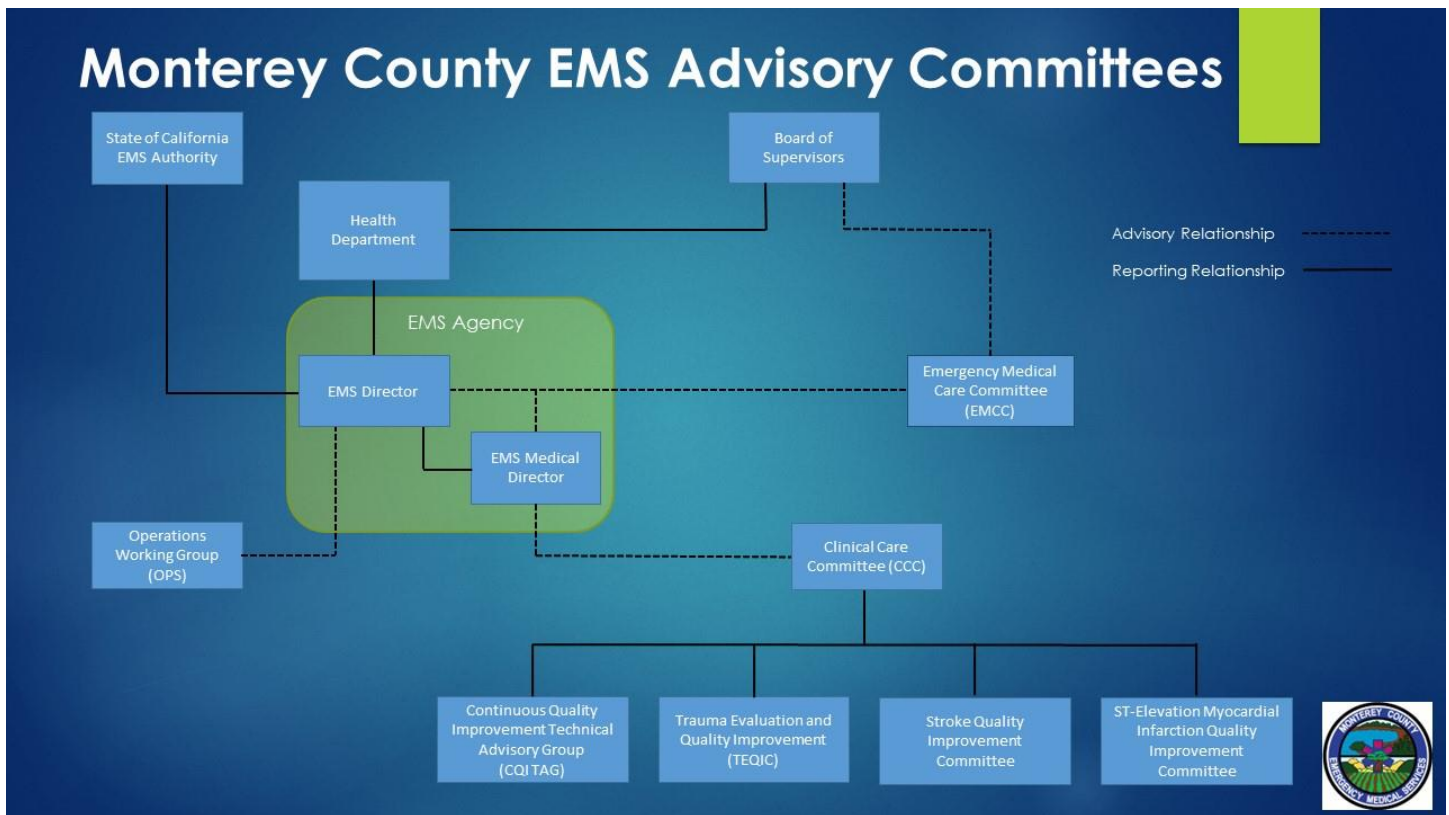 Monterey County EMS Advisory Committees
State of California
EMS Authority
Board of
Supervisors
Health
Department
Advisory Relationship
Reporting Relationship
EMS Agency
EMS Director
Emergency Medical
Care Committee
(EMCC)
EMS Medical
Director
Operations
Working Group
(OPS)
Clinical Care
Committee (CCC)
Continuous Quality
Improvement Technical
Advisory Group
(CQI TAG)
Trauma Evaluation and
Quality Improvement
(TEQIC)
Stroke Quality
Improvement
Committee
ST-Elevation Myocardial
Infarction Quality
Improvement
Committee
MONTEREY COUNTY
EMERGENCY MEDICAL SERVICES